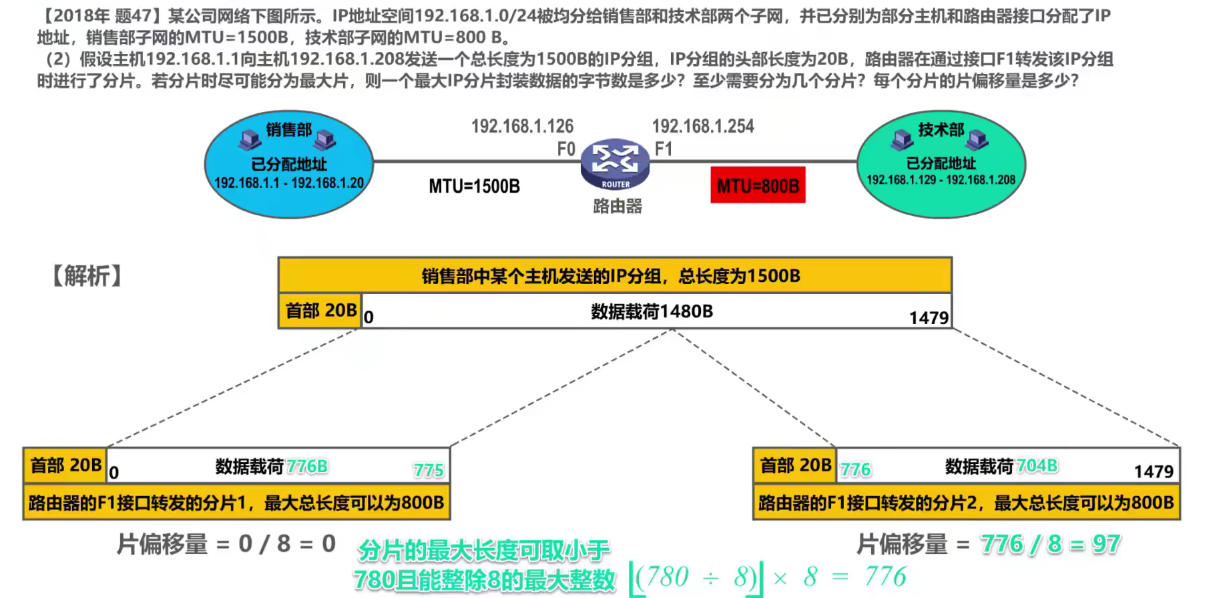 【2018年 题47】某公司网络下图所示。IP地址空间192.168.1.0/24被均分给销售部和技术部两个子网，并已分别为部分主机和路由器接口分配了IP
地址，销售部子网的MTU=1500B，技术部子网的MTU=800 B。
（2）假设主机192.168.1.1向主机192.168.1.208发送一个总长度为1500B的IP分组，IP分组的头部长度为20B，路由器在通过接口F1转发该IP分组
时进行了分片。若分片时尽可能分为最大片，则一个最大IP分片封装数据的字节数是多少？至少需要分为几个分片？每个分片的片偏移量是多少？
销售部
已分配地址
192.168.1.1 - 192.168.1.20
192.168.1.126
F0
MTU=1500B
ROUTER
路由器
192.168.1.254
F1
MTU=800B
技术部
已分配地址
192.168.1.129 - 192.168.1.208
【解析】
销售部中某个主机发送的IP分组，总长度为1500B
首部 20B
0
数据载荷1480B
1479
首部 20B
0
数据载荷776B
775
路由器的F1接口转发的分片1，最大总长度可以为800B
片偏移量 = 0 / 8 = 0
首部 20B
776
数据载荷704B
1479
路由器的F1接口转发的分片2，最大总长度可以为800B
片偏移量 = 776 / 8 = 97
分片的最大长度可取小于
780且能整除8的最大整数
⌊(780 ÷ 8)⌋ × 8 = 776